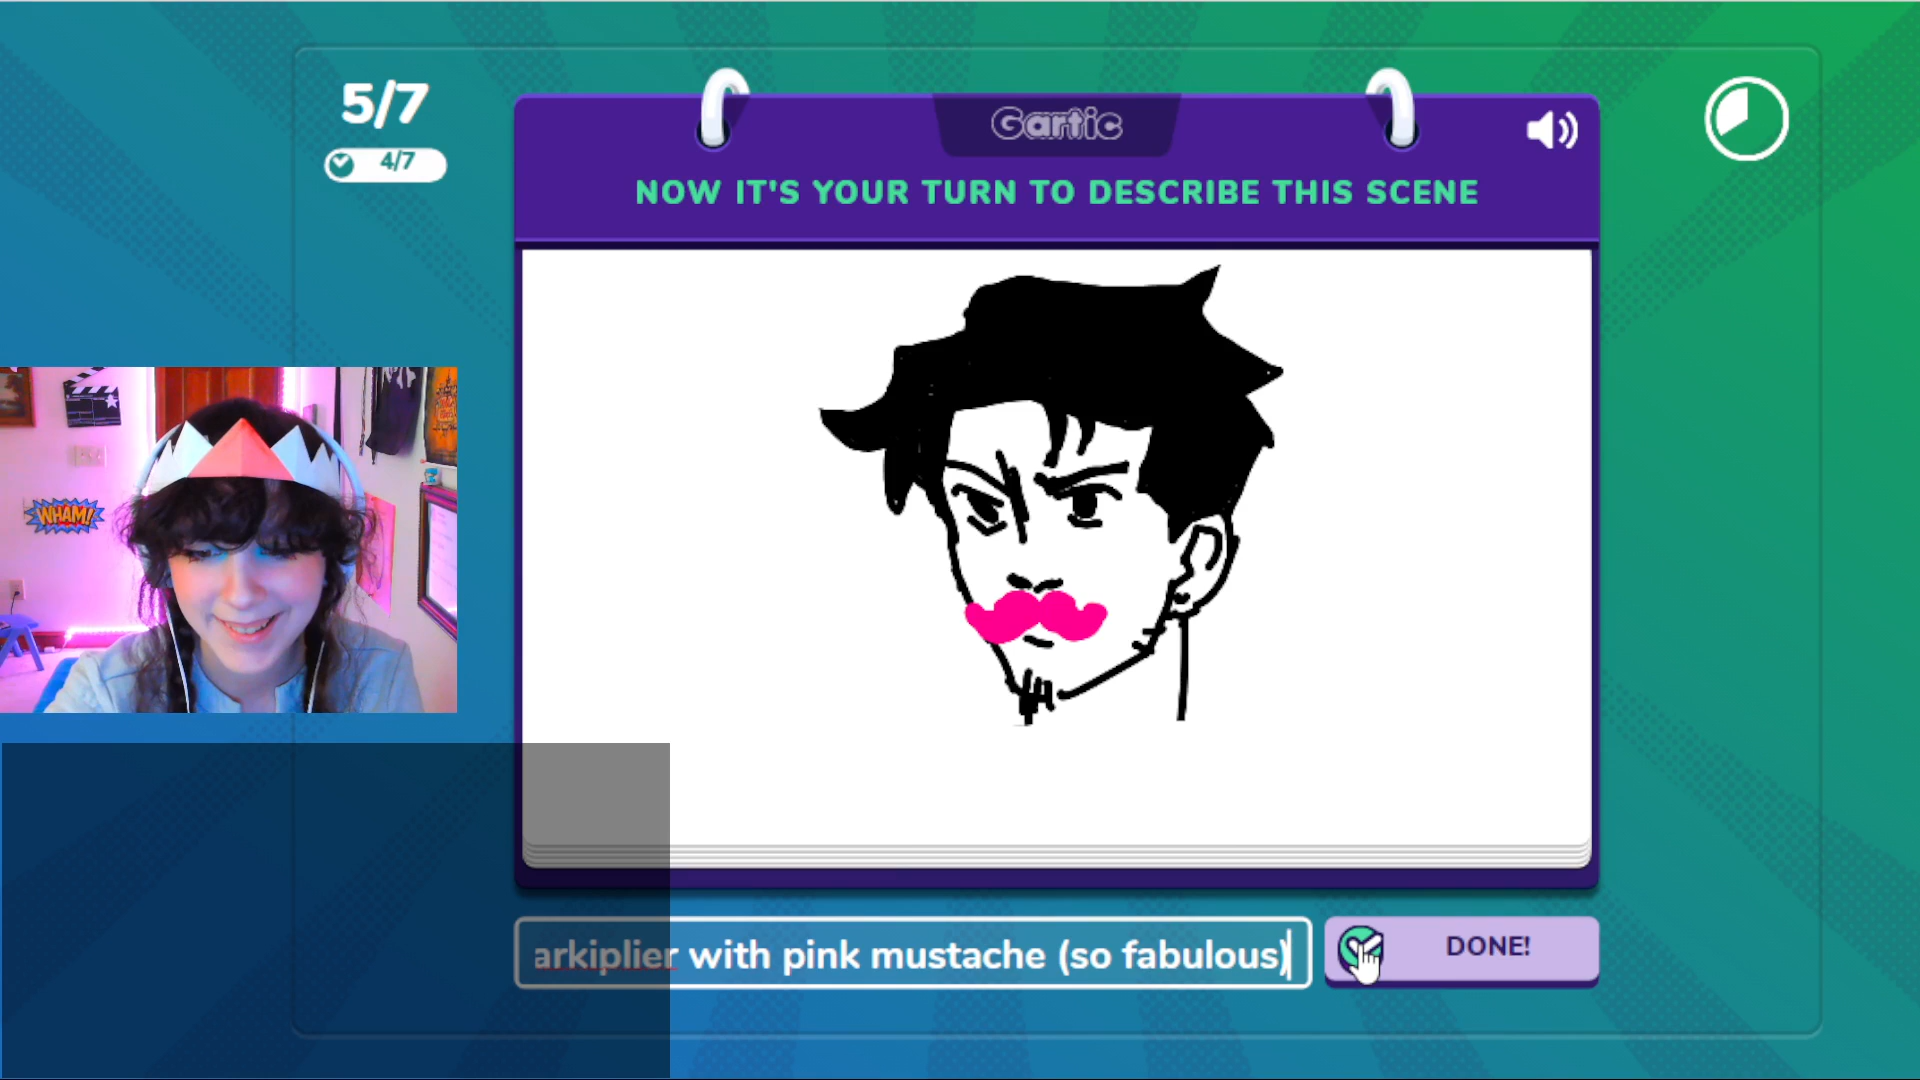 5/7
4/7
Gartic
NOW IT'S YOUR TURN TO DESCRIBE THIS SCENE
WHAM!
arkiplier with pink mustache (so fabulous)
DONE!